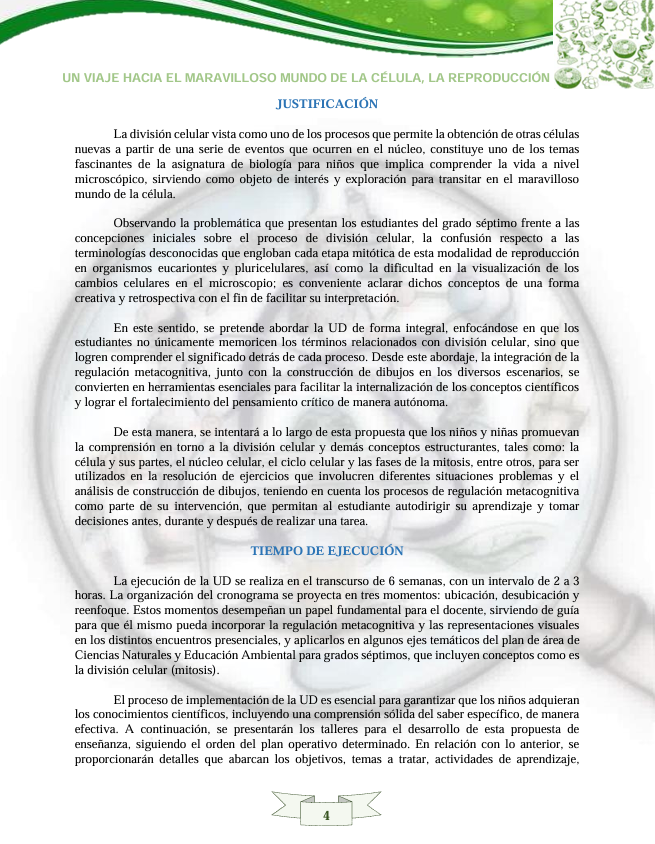 UN VIAJE HACIA EL MARAVILLOSO MUNDO DE LA CÉLULA, LA REPRODUCCIÓN
JUSTIFICACIÓN
La división celular vista como uno de los procesos que permite la obtención de otras células
nuevas a partir de una serie de eventos que ocurren en el núcleo, constituye uno de los temas
fascinantes de la asignatura de biología para niños que implica comprender la vida a nivel
microscópico, sirviendo como objeto de interés y exploración para transitar en el maravilloso
mundo de la célula.
Observando la problemática que presentan los estudiantes del grado séptimo frente a las
concepciones iniciales sobre el proceso de división celular, la confusión respecto a las
terminologías desconocidas que engloban cada etapa mitótica de esta modalidad de reproducción
en organismos eucariontes y pluricelulares, así como la dificultad en la visualización de los
cambios celulares en el microscopio; es conveniente aclarar dichos conceptos de una forma
creativa y retrospectiva con el fin de facilitar su interpretación.
En este sentido, se pretende abordar la UD de forma integral, enfocándose en que los
estudiantes no únicamente memoricen los términos relacionados con división celular, sino que
logren comprender el significado detrás de cada proceso. Desde este abordaje, la integración de la
regulación metacognitiva, junto con la construcción de dibujos en los diversos escenarios, se
convierten en herramientas esenciales para facilitar la internalización de los conceptos científicos
y lograr el fortalecimiento del pensamiento crítico de manera autónoma.
De esta manera, se intentará a lo largo de esta propuesta que los niños y niñas promuevan
la comprensión en torno a la división celular y demás conceptos estructurantes, tales como: la
célula y sus partes, el núcleo celular, el ciclo celular y las fases de la mitosis, entre otros, para ser
utilizados en la resolución de ejercicios que involucren diferentes situaciones problemas y el
análisis de construcción de dibujos, teniendo en cuenta los procesos de regulación metacognitiva
como parte de su intervención, que permitan al estudiante autodirigir su aprendizaje y tomar
decisiones antes, durante y después de realizar una tarea.
TIEMPO DE EJECUCIÓN
La ejecución de la UD se realiza en el transcurso de 6 semanas, con un intervalo de 2 a 3
horas. La organización del cronograma se proyecta en tres momentos: ubicación, desubicación y
reenfoque. Estos momentos desempeñan un papel fundamental para el docente, sirviendo de guía
para que él mismo pueda incorporar la regulación metacognitiva y las representaciones visuales
en los distintos encuentros presenciales, y aplicarlos en algunos ejes temáticos del plan de área de
Ciencias Naturales y Educación Ambiental para grados séptimos, que incluyen conceptos como es
la división celular (mitosis).
El proceso de implementación de la UD es esencial para garantizar que los niños adquieran
los conocimientos científicos, incluyendo una comprensión sólida del saber específico, de manera
efectiva. A continuación, se presentarán los talleres para el desarrollo de esta propuesta de
enseñanza, siguiendo el orden del plan operativo determinado. En relación con lo anterior, se
proporcionarán detalles que abarcan los objetivos, temas a tratar, actividades de aprendizaje,
4